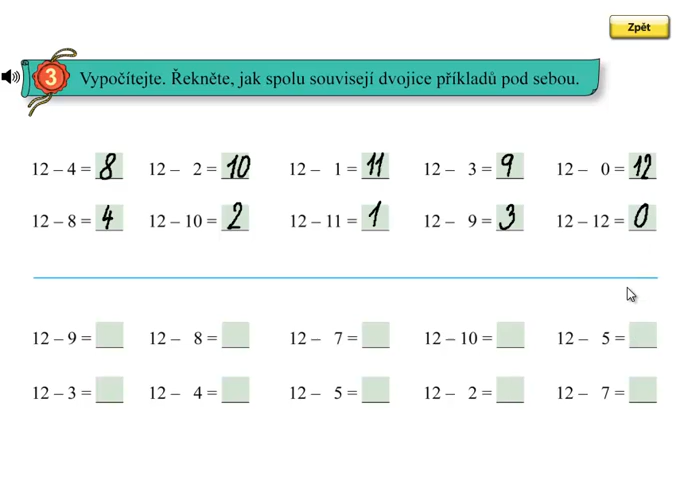 Zpět
3 Vypočítejte. Řekněte, jak spolu souvisejí dvojice příkladů pod sebou.
12 – 4 = 8 12 – 2 = 10 12 – 1 = 11 12 – 3 = 9 12 – 0 = 12
12 – 8 = 4 12 – 10 = 2 12 – 11 = 1 12 – 9 = 3 12 – 12 = 0
12 – 9 = 12 – 8 = 12 – 7 = 12 – 10 = 12 – 5 =
12 – 3 = 12 – 4 = 12 – 5 = 12 – 2 = 12 – 7 =